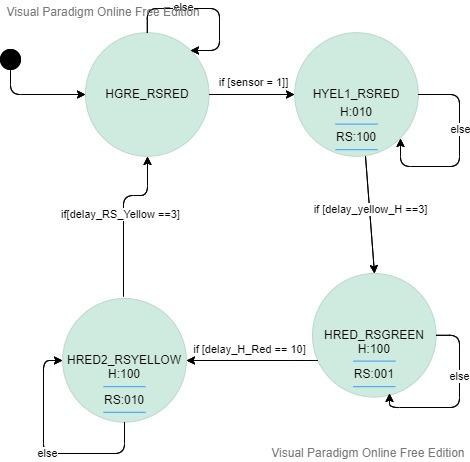 Visual Paradigm Online Free Edition
else
HGRE_RSRED
if [sensor = 1]]
HYEL1_RSRED
H:010
RS:100
else
if[delay_RS_Yellow ==3]
if [delay_yellow_H ==3]
HRED_RSGREEN
H:100
RS:001
else
if [delay_H_Red == 10]
HRED2_RSYELLOW
H:100
RS:010
else
Visual Paradigm Online Free Edition